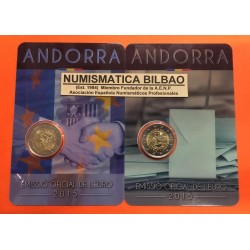 ANDORRA
ANDORRA
NUMISMATICA BILBAO
(Est. 1984) Miembro Fundador de la A.E.N.P.
Asociación Española Numismáticos Profesionales
EMISSIÓ OFICIAL DE L'EURO
2015
EMISSIÓ OFICIAL DE L'EURO
2015